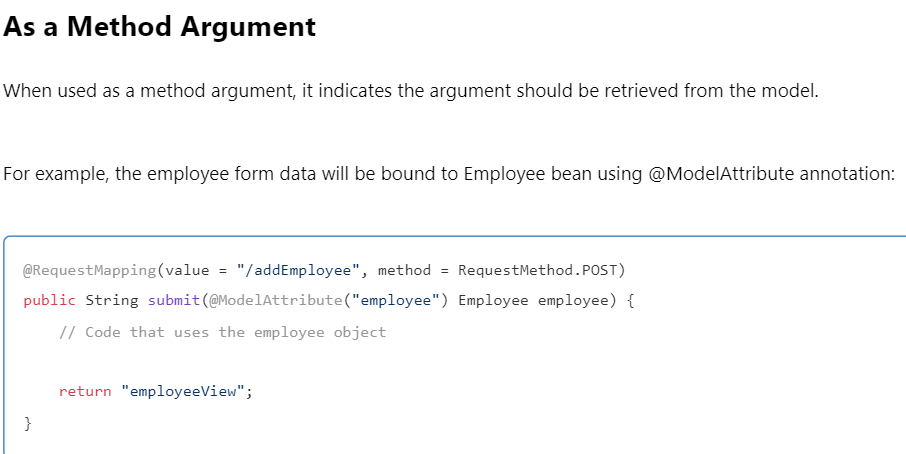 As a Method Argument
When used as a method argument, it indicates the argument should be retrieved from the model.
For example, the employee form data will be bound to Employee bean using @ModelAttribute annotation:
@RequestMapping(value = "/addEmployee", method = RequestMethod.POST)
public String submit(@ModelAttribute("employee") Employee employee) {
    // Code that uses the employee object
    return "employeeView";
}